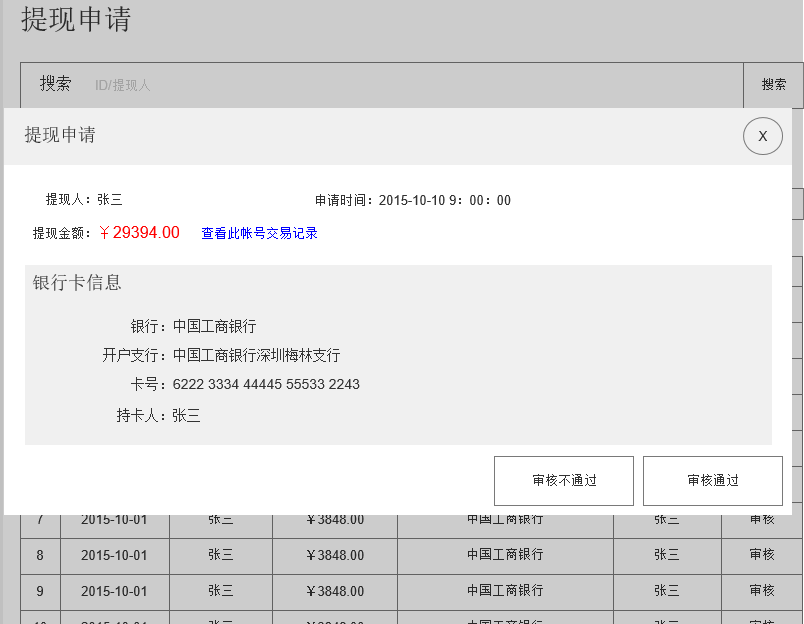 提现申请
搜索 ID/提现人 搜索
提现申请 X
提现人：张三 申请时间：2015-10-10 9：00：00
提现金额：￥29394.00 查看此帐号交易记录
银行卡信息
银行：中国工商银行
开户支行：中国工商银行深圳梅林支行
卡号：6222 3334 44445 55533 2243
持卡人：张三
审核不通过 审核通过
7 2015-10-01 张三 ￥3848.00 中国工商银行 张三 审核
8 2015-10-01 张三 ￥3848.00 中国工商银行 张三 审核
9 2015-10-01 张三 ￥3848.00 中国工商银行 张三 审核